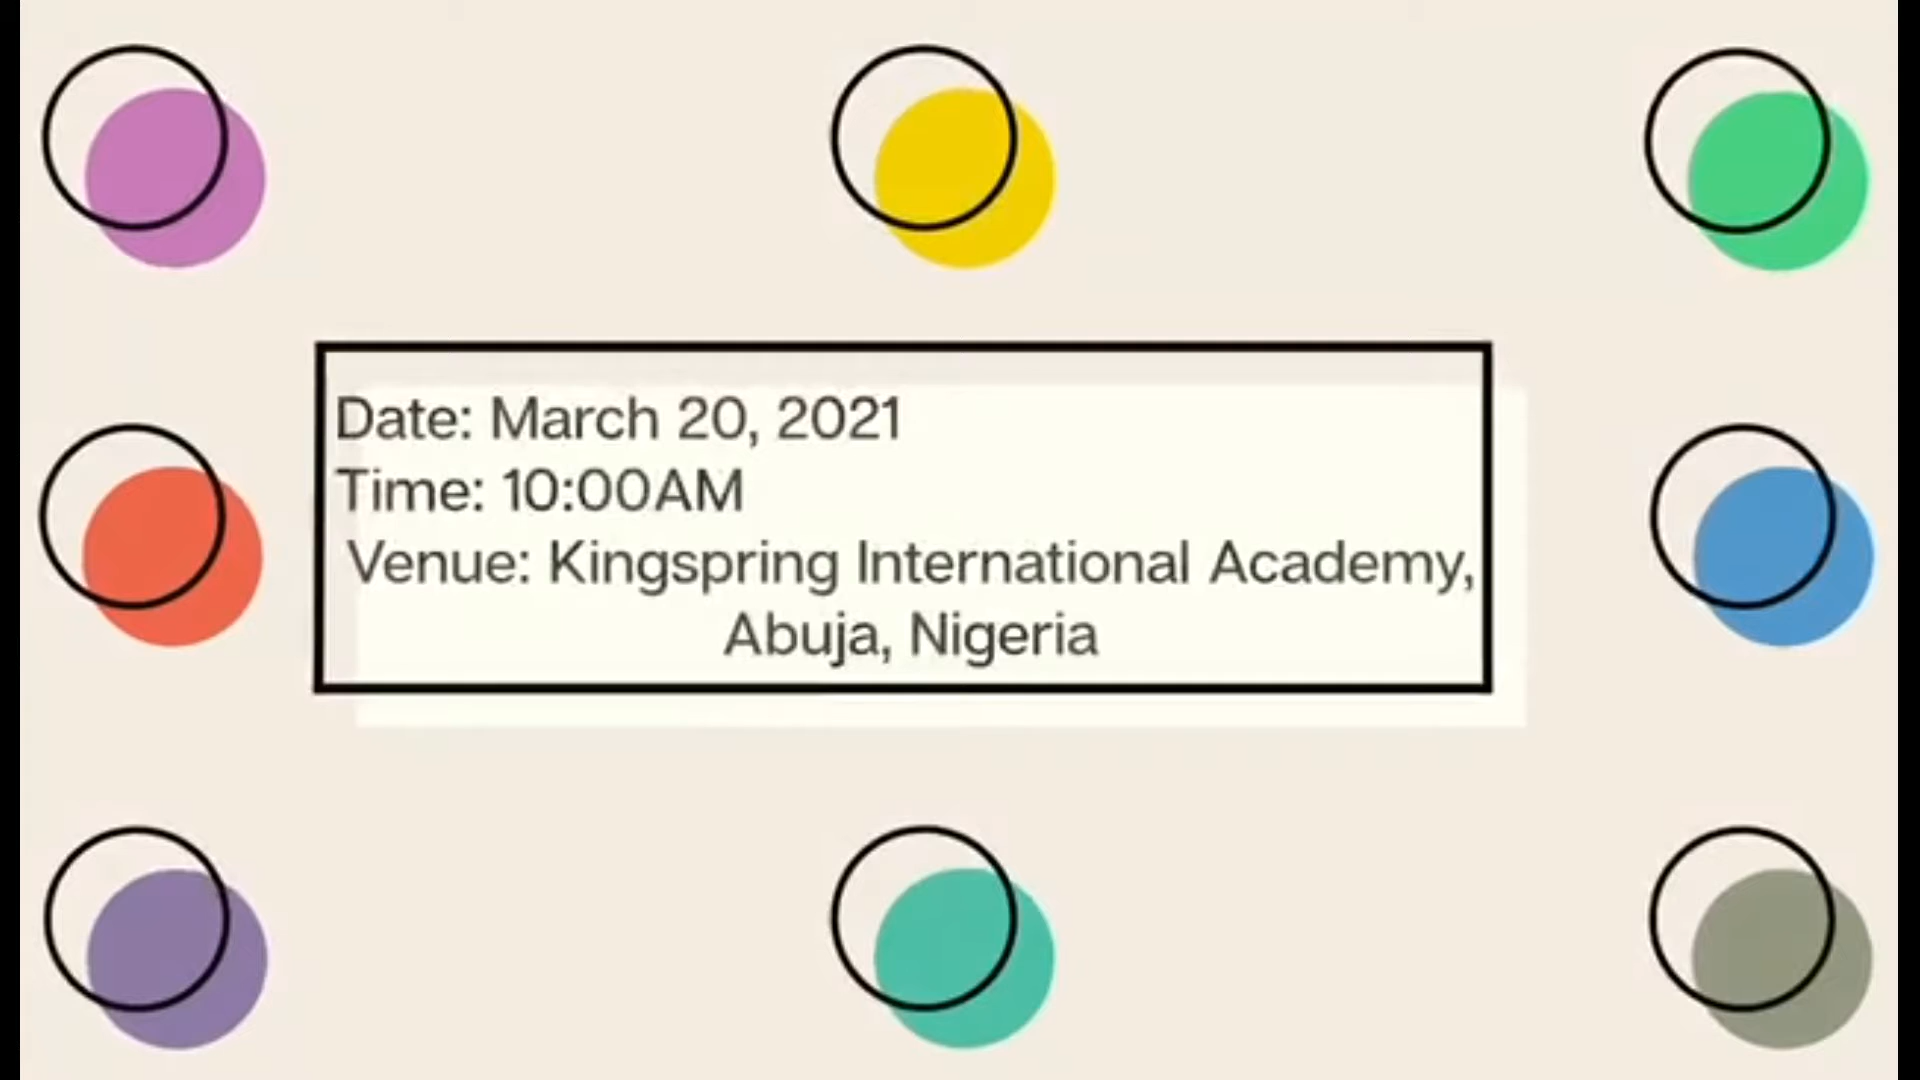 Date: March 20, 2021
Time: 10:00AM
Venue: Kingspring International Academy,
Abuja, Nigeria